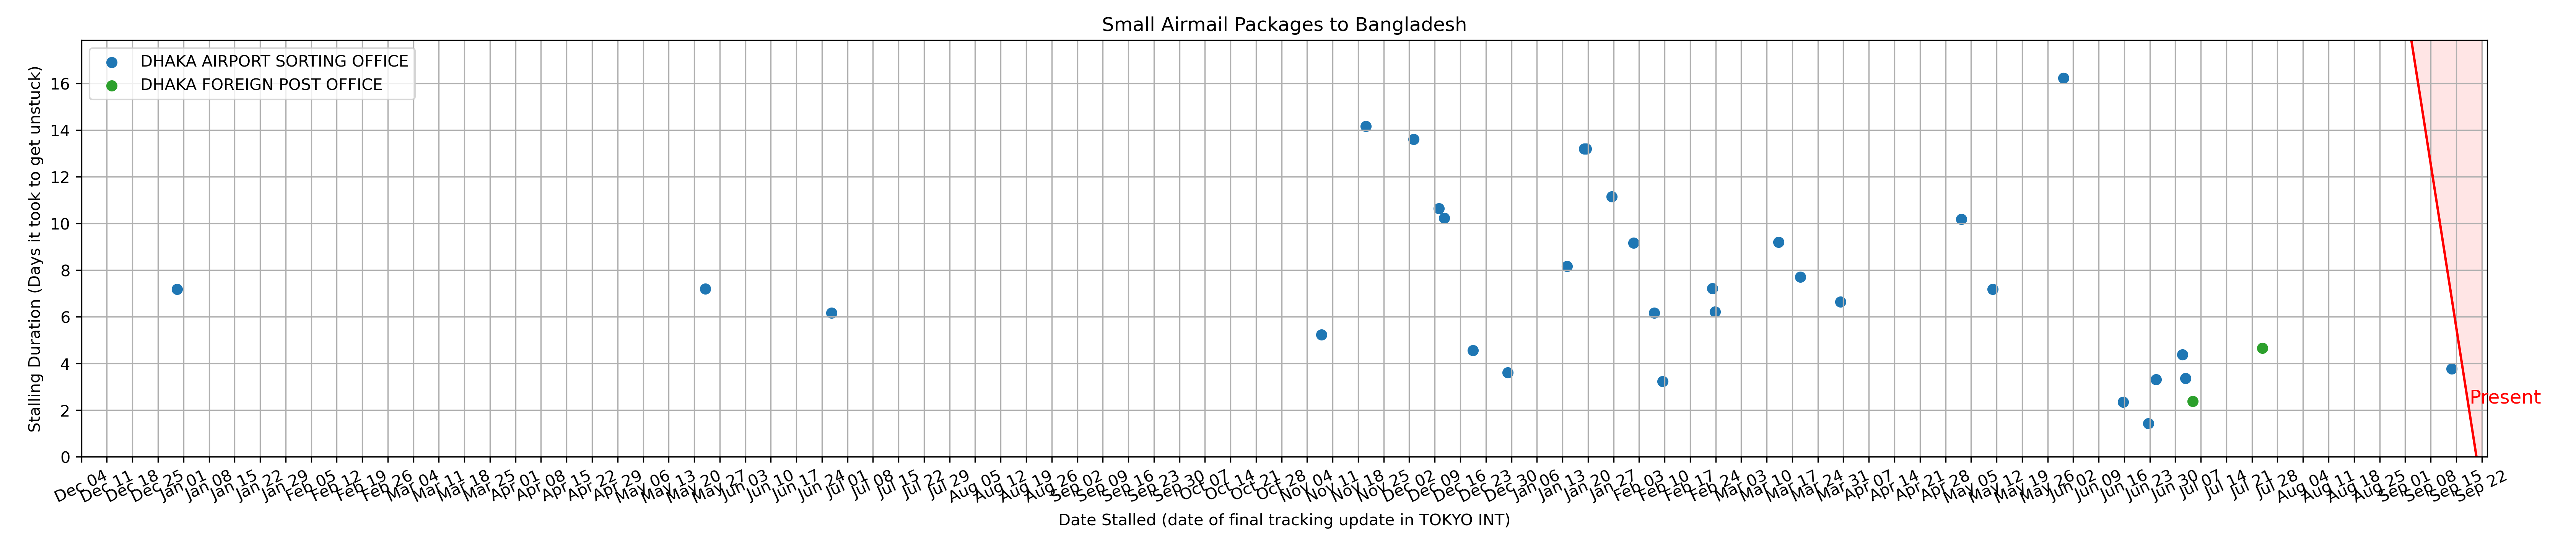 Small Airmail Packages to Bangladesh
DHAKA AIRPORT SORTING OFFICE
DHAKA FOREIGN POST OFFICE
Stalling Duration (Days it took to get unstuck)
16
14
12
10
8
6
4
2
0
Present
Dec 04 Dec 11 Dec 18 Dec 25 Jan 01 Jan 08 Jan 15 Jan 22 Jan 29 Feb 05 Feb 12 Feb 19 Feb 26 Mar 04 Mar 11 Mar 18 Mar 25 Apr 01 Apr 08 Apr 15 Apr 22 Apr 29 May 06 May 13 May 20 May 27 Jun 03 Jun 10 Jun 17 Jun 24 Jul 01 Jul 08 Jul 15 Jul 22 Jul 29 Aug 05 Aug 12 Aug 19 Aug 26 Sep 02 Sep 09 Sep 16 Sep 23 Sep 30 Oct 07 Oct 14 Oct 21 Oct 28 Nov 04 Nov 11 Nov 18 Nov 25 Dec 02 Dec 09 Dec 16 Dec 23 Dec 30 Jan 06 Jan 13 Jan 20 Jan 27 Feb 03 Feb 10 Feb 17 Feb 24 Mar 03 Mar 10 Mar 17 Mar 24 Mar 31 Apr 07 Apr 14 Apr 21 Apr 28 May 05 May 12 May 19 May 26 Jun 02 Jun 09 Jun 16 Jun 23 Jun 30 Jul 07 Jul 14 Jul 21 Jul 28 Aug 04 Aug 11 Aug 18 Aug 25 Sep 01 Sep 08 Sep 15 Sep 22
Date Stalled (date of final tracking update in TOKYO INT)